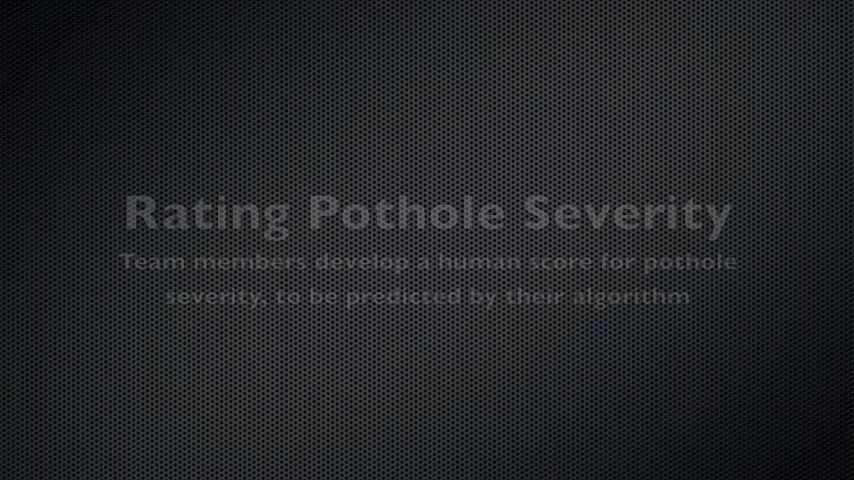 Rating Pothole Severity
Team members develop a human score for pothole
severity, to be predicted by their algorithm